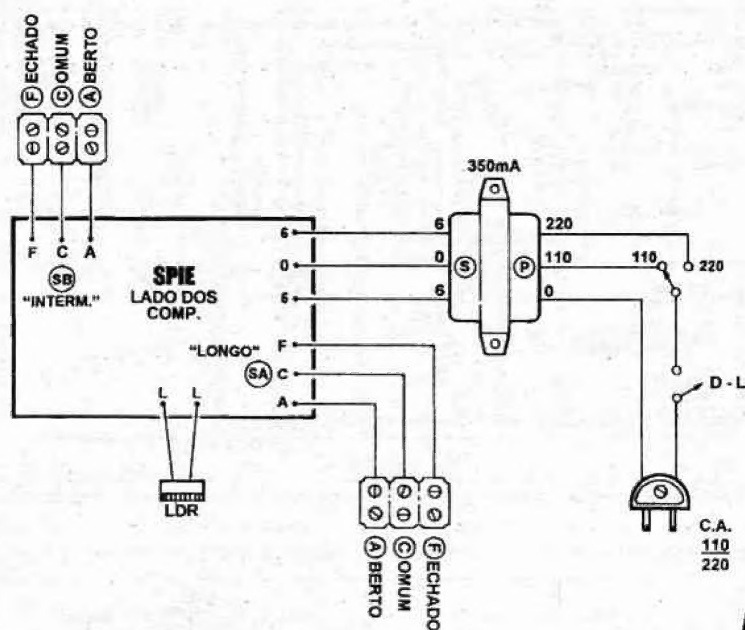 Ⓕ ECHADO
Ⓒ OMUM
Ⓐ BERTO
F C A
SB
"INTERM."
SPIE
LADO DOS
COMP.
6
0
6
"LONGO" F
SA C
A
L L
LDR
350mA
6
0
6
S
P
220
110
0
110
220
D - L
C.A.
110
220
Ⓐ BERTO
Ⓒ OMUM
Ⓕ ECHADO